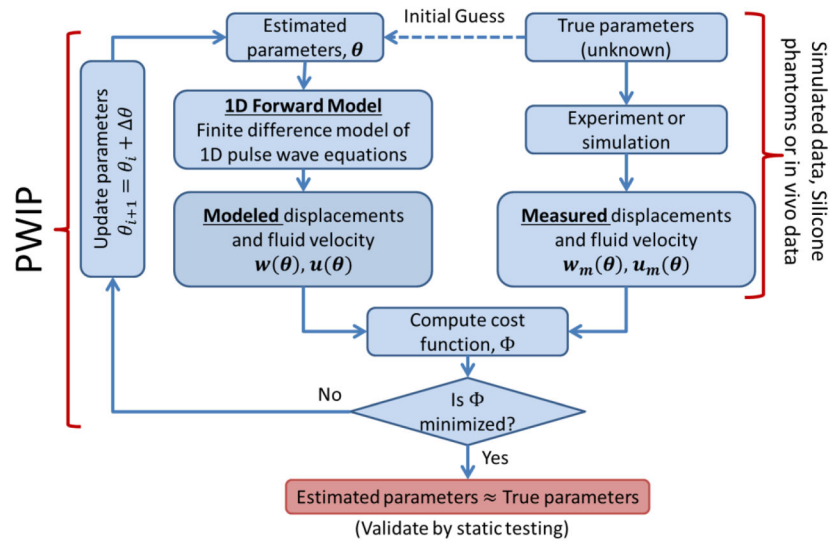 Estimated
parameters, θ
Initial Guess
True parameters
(unknown)
1D Forward Model
Finite difference model of
1D pulse wave equations
Experiment or
simulation
Update parameters
θᵢ₊₁ = θᵢ + Δθ
PWIP
Modeled displacements
and fluid velocity
w(θ), u(θ)
Measured displacements
and fluid velocity
wₘ(θ), uₘ(θ)
Simulated data, Silicone
phantoms or in vivo data
Compute cost
function, Φ
No
Is Φ
minimized?
Yes
Estimated parameters ≈ True parameters
(Validate by static testing)